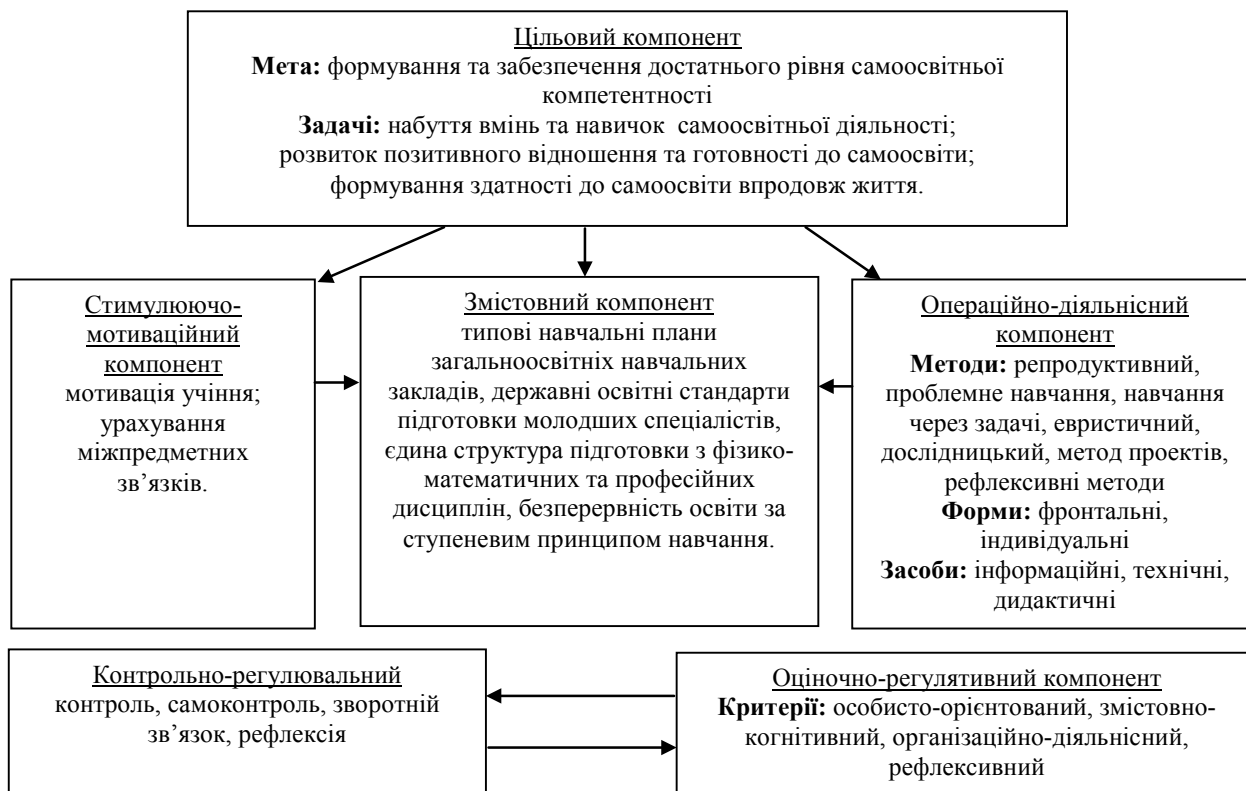 Цільовий компонент
Мета: формування та забезпечення достатнього рівня самоосвітньої
компетентності
Задачі: набуття вмінь та навичок самоосвітньої діяльності;
розвиток позитивного відношення та готовності до самоосвіти;
формування здатності до самоосвіти впродовж життя.
Стимулюючо-
мотиваційний
компонент
мотивація учіння;
урахування
міжпредметних
зв’язків.
Змістовний компонент
типові навчальні плани
загальноосвітніх навчальних
закладів, державні освітні стандарти
підготовки молодших спеціалістів,
єдина структура підготовки з фізико-
математичних та професійних
дисциплін, безперервність освіти за
ступеневим принципом навчання.
Операційно-діяльнісний
компонент
Методи: репродуктивний,
проблемне навчання, навчання
через задачі, евристичний,
дослідницький, метод проектів,
рефлексивні методи
Форми: фронтальні,
індивідуальні
Засоби: інформаційні, технічні,
дидактичні
Контрольно-регулювальний
контроль, самоконтроль, зворотній
зв’язок, рефлексія
Оціночно-регулятивний компонент
Критерії: особисто-орієнтований, змістовно-
когнітивний, організаційно-діяльнісний,
рефлексивний